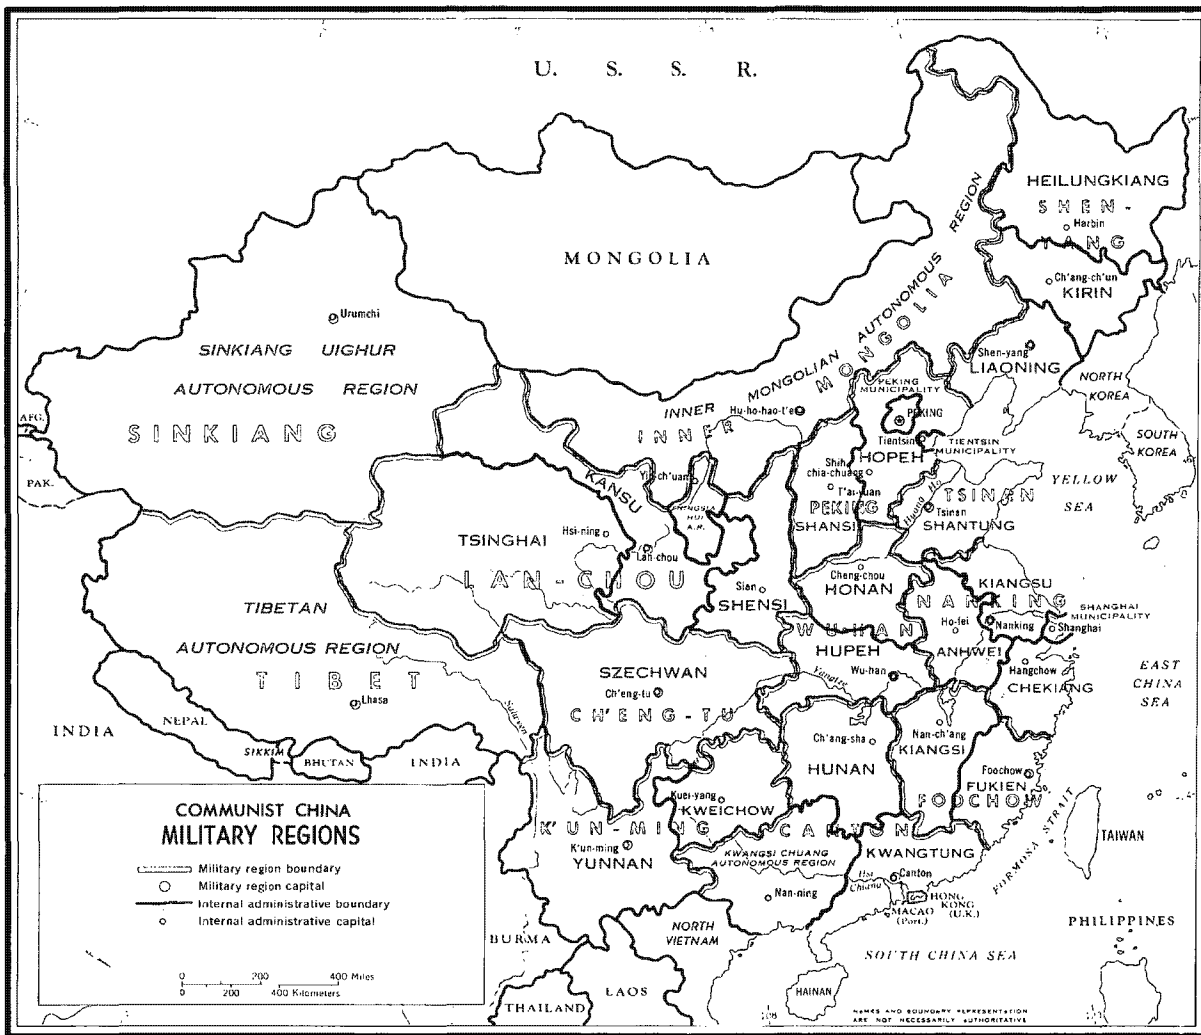 U. S. S. R.
HEILUNGKIANG
SHEN-
YANG
Harbin
Ch'ang-ch'un
KIRIN
MONGOLIA
Urumchi
SINKIANG UIGHUR
AUTONOMOUS REGION
SINKIANG
INNER MONGOLIAN AUTONOMOUS REGION
INNER MONGOLIA
Hu-ho-hao-t'e
Shen-yang
LIAONING
PEKING
MUNICIPALITY
PEKING
Tientsin
HOPEH
TIENTSIN
MUNICIPALITY
NORTH
KOREA
SOUTH
KOREA
AFG.
PAK.
KANSU
Yin-ch'uan
NINGSIA
HUI
A.R.
Shih
chia-chuang
T'ai-yuan
PEKING
SHANSI
Huang Ho
TSINAN
Tsinan
SHANTUNG
YELLOW
SEA
TSINGHAI
Hsi-ning
Lan-chou
LAN-CHOU
Sian
SHENSI
Cheng-chou
HONAN
KIANGSU
NANKING
Ho-fei
Nanking
ANHWEI
SHANGHAI
MUNICIPALITY
Shanghai
TIBETAN
AUTONOMOUS REGION
TIBET
Lhasa
Salween
SZECHWAN
Ch'eng-tu
CH'ENG-TU
WU-HAN
HUPEH
Yangtze
Wu-han
Hangchow
CHEKIANG
EAST
CHINA
SEA
INDIA
NEPAL
SIKKIM
BHUTAN
INDIA
Ch'ang-sha
HUNAN
Nan-ch'ang
KIANGSI
Foochow
FUKIEN
FOOCHOW
Kuei-yang
KWEICHOW
K'UN-MING
K'un-ming
YUNNAN
CANTON
KWANGSI CHUANG
AUTONOMOUS REGION
Nan-ning
KWANGTUNG
Hsi
Chiang
Canton
HONG
KONG
(U.K.)
MACAO
(Port.)
FORMOSA STRAIT
TAIWAN
BURMA
NORTH
VIETNAM
LAOS
THAILAND
HAINAN
SOUTH CHINA SEA
PHILIPPINES
COMMUNIST CHINA
MILITARY REGIONS
Military region boundary
Military region capital
Internal administrative boundary
Internal administrative capital
0 200 400 Miles
0 200 400 Kilometers
NAMES AND BOUNDARY REPRESENTATION
ARE NOT NECESSARILY AUTHORITATIVE